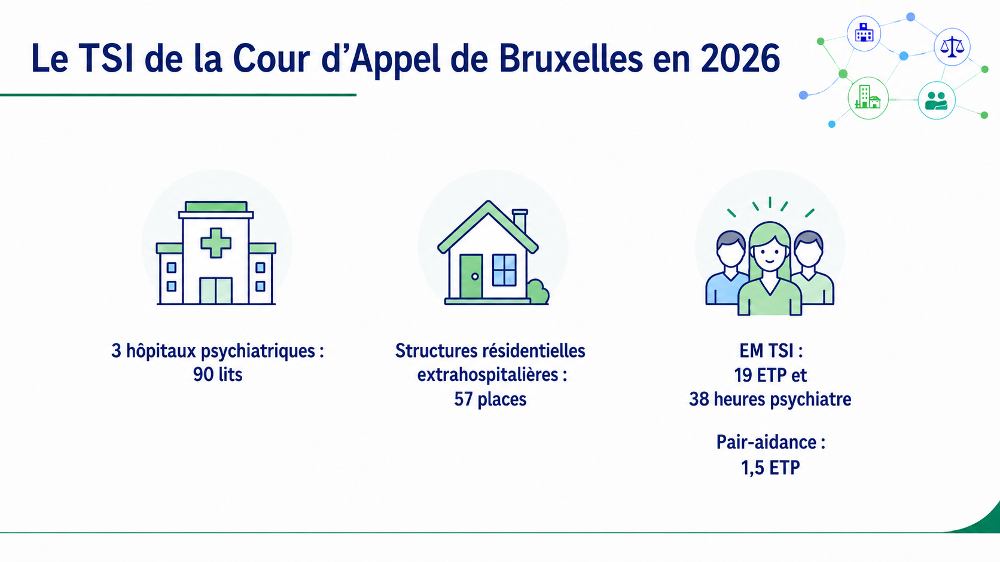 Le TSI de la Cour d’Appel de Bruxelles en 2026
3 hôpitaux psychiatriques :
90 lits
Structures résidentielles
extrahospitalières :
57 places
EM TSI :
19 ETP et
38 heures psychiatre
Pair-aidance :
1,5 ETP